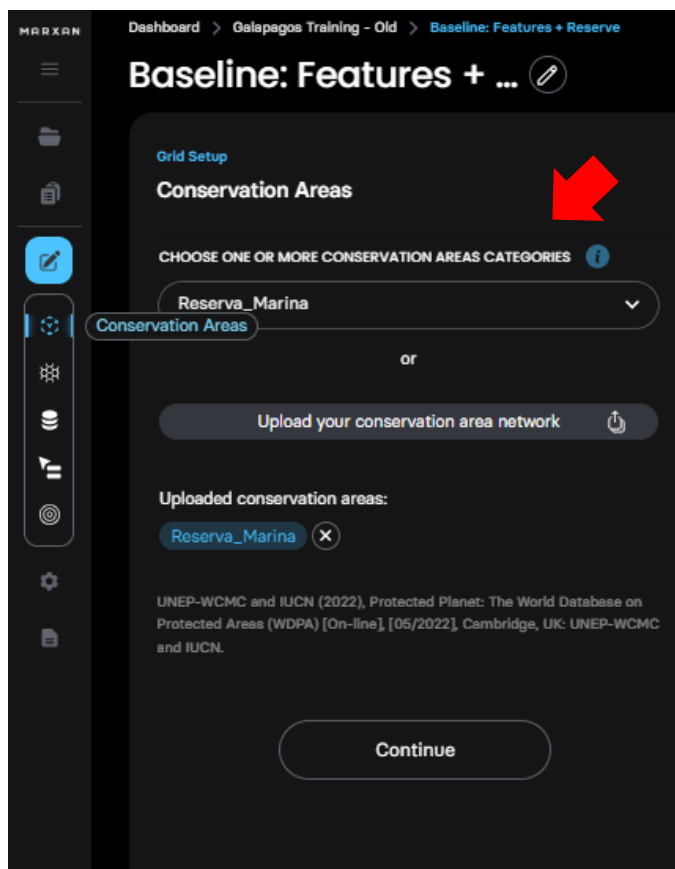 MARXAN
Dashboard > Galapagos Training - Old > Baseline: Features + Reserve
Baseline: Features + ...
Grid Setup
Conservation Areas
CHOOSE ONE OR MORE CONSERVATION AREAS CATEGORIES i
Reserva_Marina
Conservation Areas
or
Upload your conservation area network
Uploaded conservation areas:
Reserva_Marina
UNEP-WCMC and IUCN (2022), Protected Planet: The World Database on
Protected Areas (WDPA) [On-line], [05/2022], Cambridge, UK: UNEP-WCMC
and IUCN.
Continue